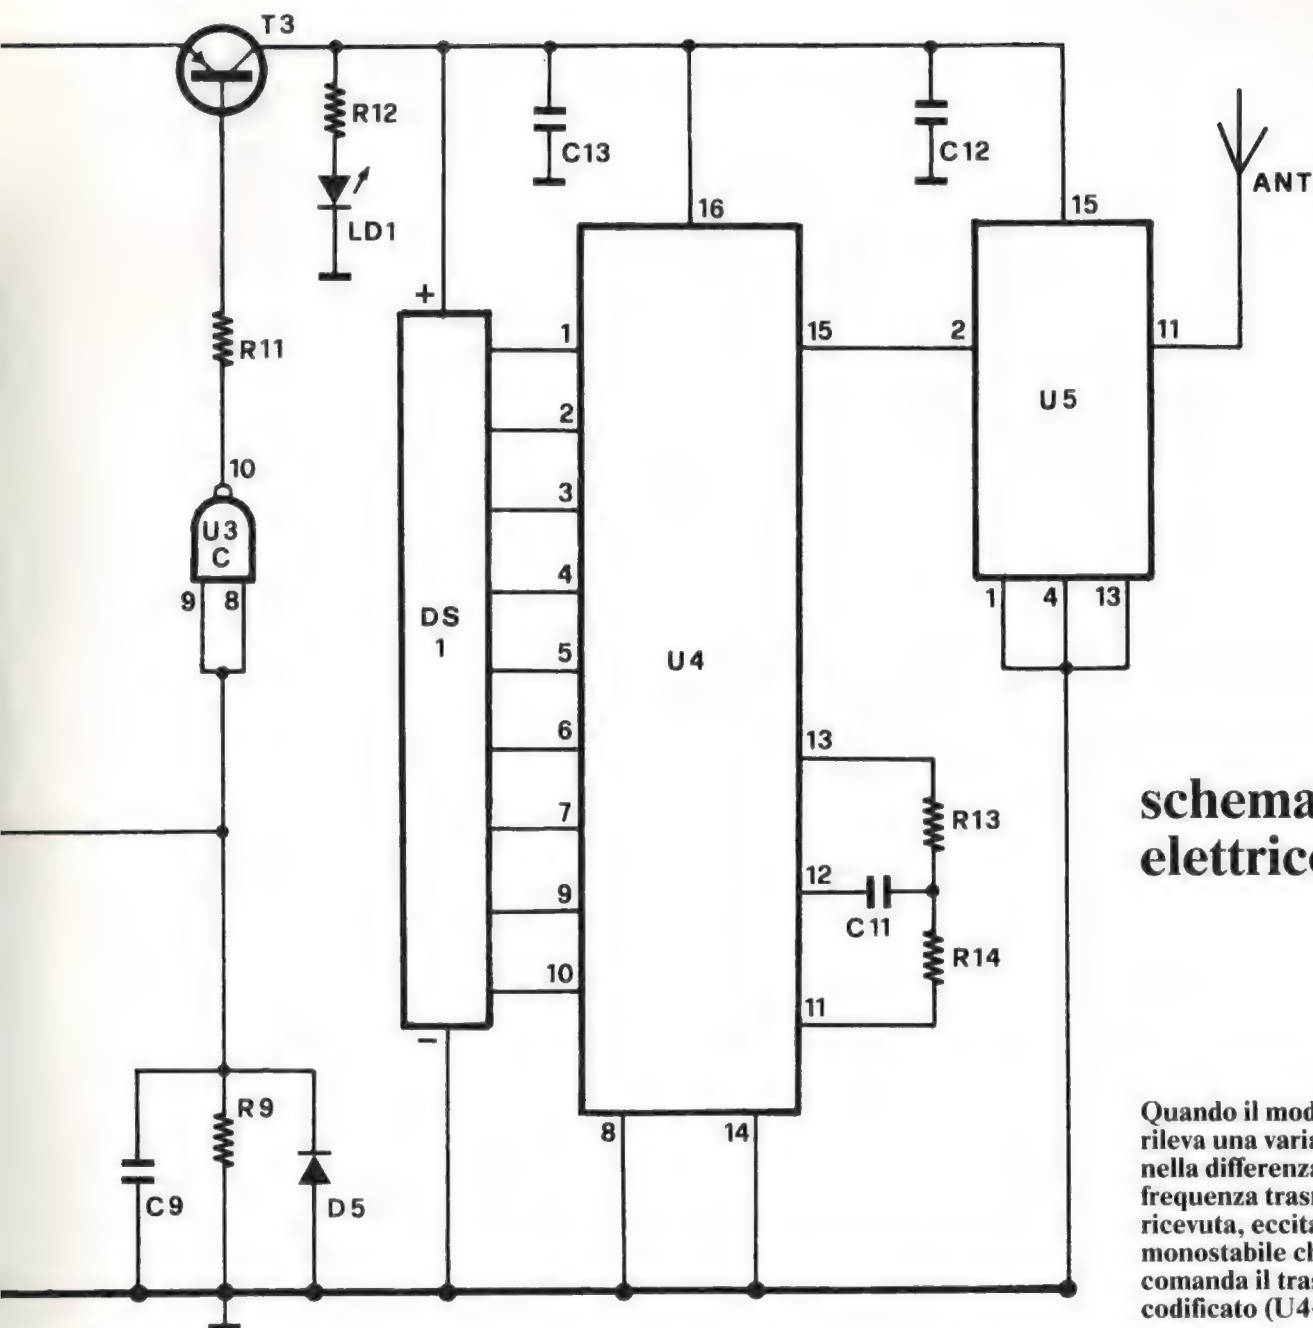 T3
R12
C13
C12
ANT
LD1
16
15
+
R11
1
15
2
11
2
U5
10
3
U3
C
4
9
8
1
4
13
DS
1
5
U4
6
13
7
R13
schema
12
9
C11
R14
10
11
−
R9
8
14
C9
D5
Quando il mod
rileva una varia
nella differenza
frequenza tras
ricevuta, eccita
monostabile ch
comanda il tras
codificato (U4